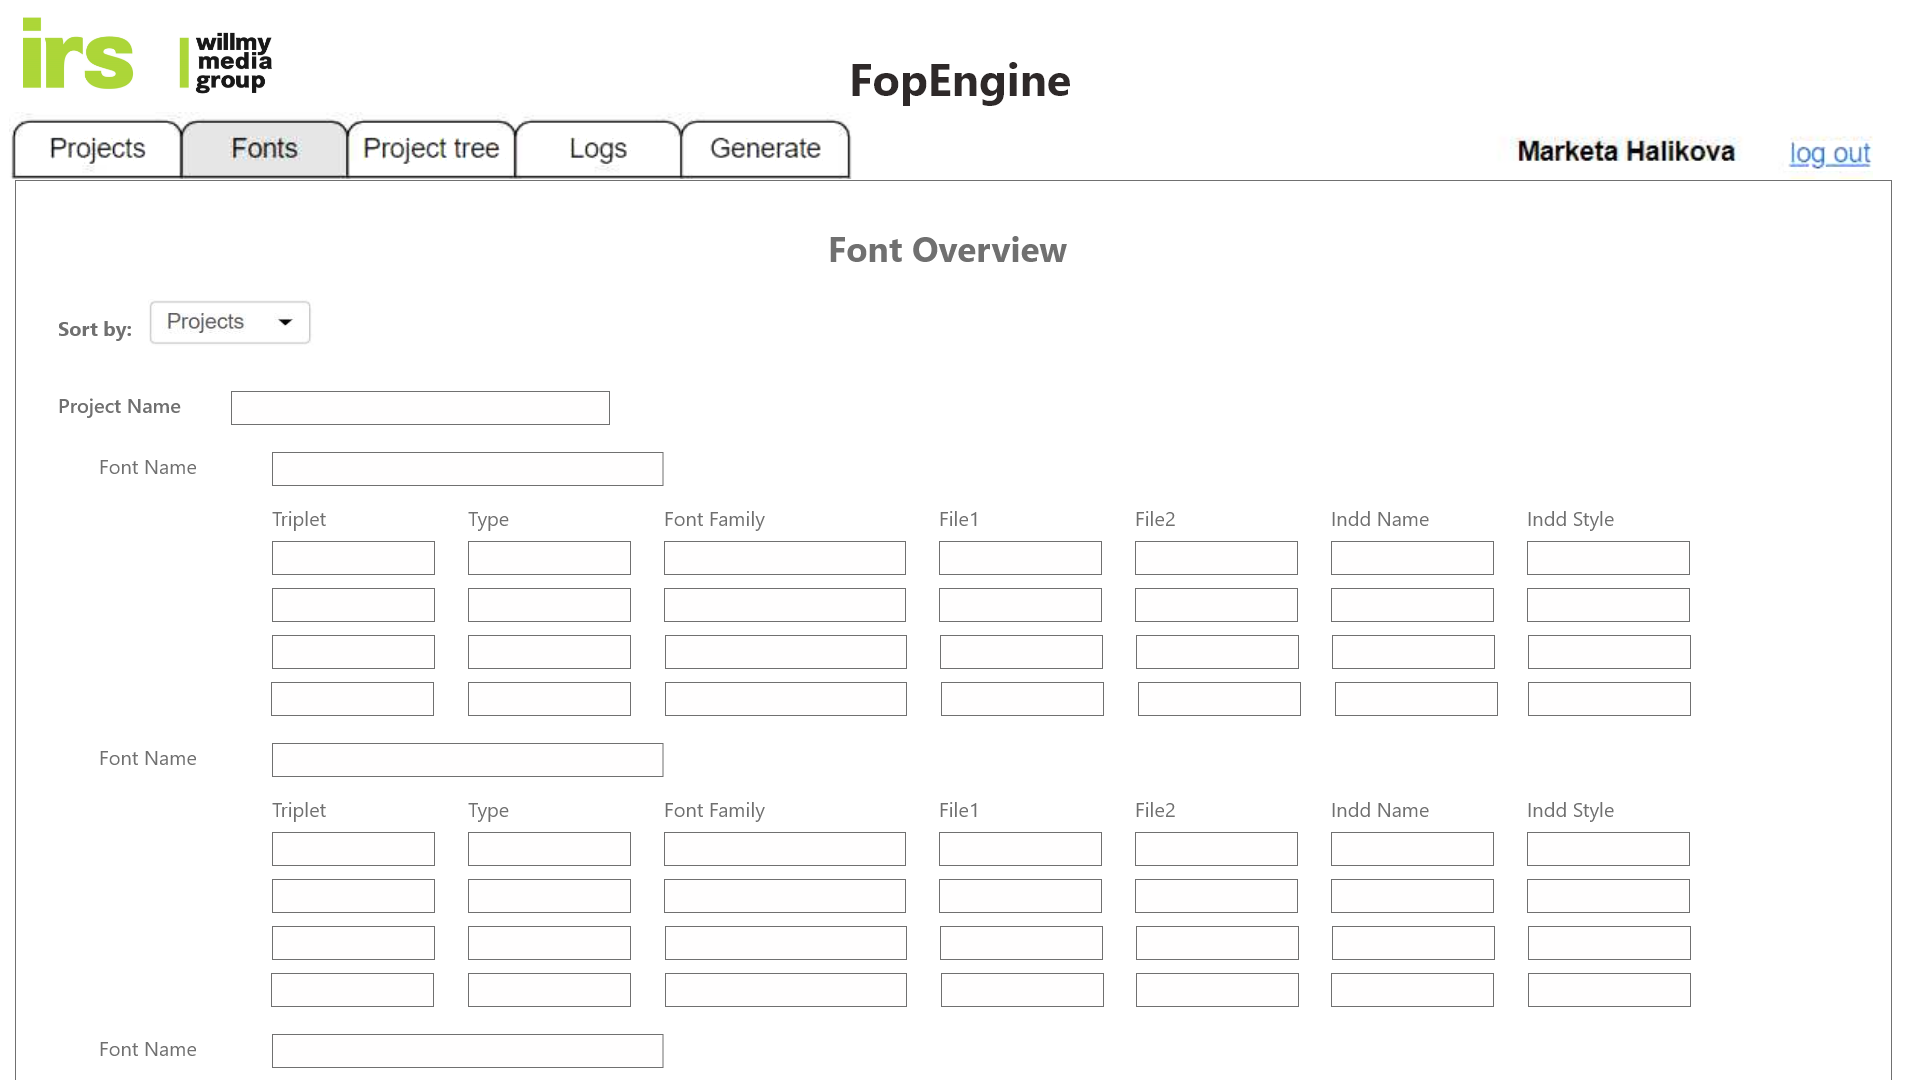 irs
willmy
media
group
FopEngine
Projects
Fonts
Project tree
Logs
Generate
Marketa Halikova
log out
Font Overview
Sort by:
Projects
Project Name
Font Name
Triplet Type Font Family File1 File2 Indd Name Indd Style
Font Name
Triplet Type Font Family File1 File2 Indd Name Indd Style
Font Name